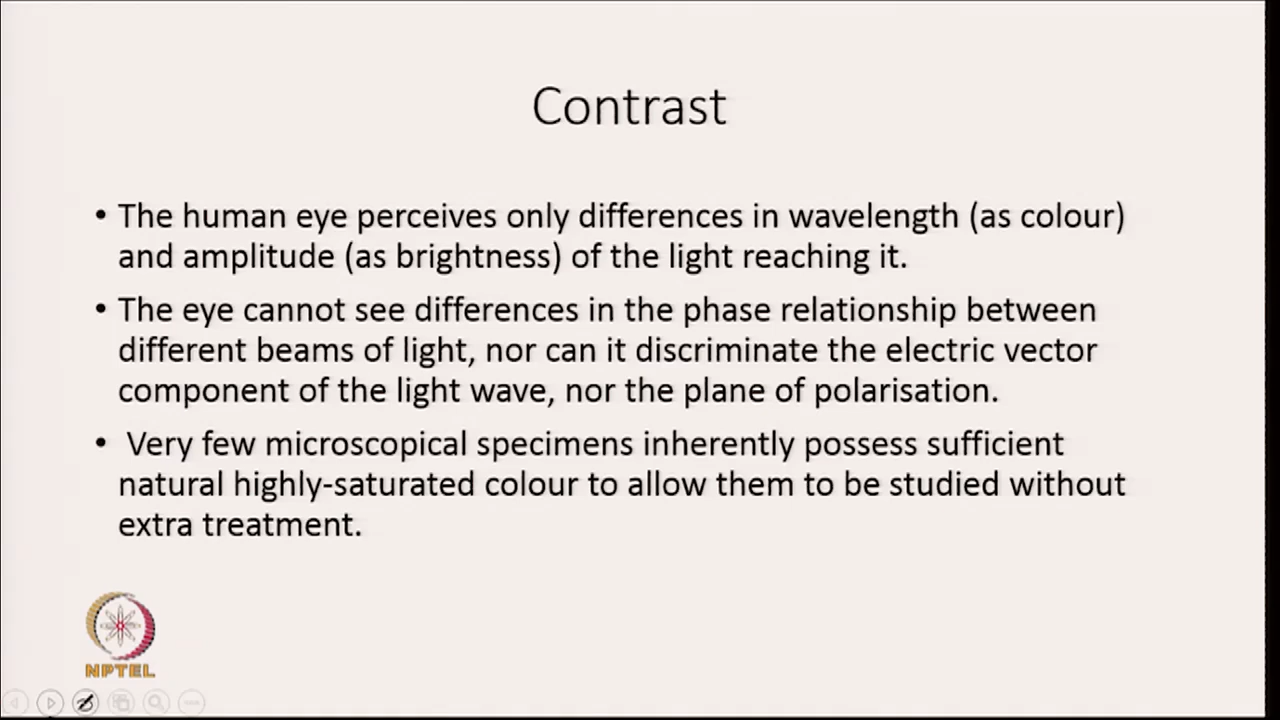 Contrast
• The human eye perceives only differences in wavelength (as colour)
and amplitude (as brightness) of the light reaching it.
• The eye cannot see differences in the phase relationship between
different beams of light, nor can it discriminate the electric vector
component of the light wave, nor the plane of polarisation.
• Very few microscopical specimens inherently possess sufficient
natural highly-saturated colour to allow them to be studied without
extra treatment.
NPTEL